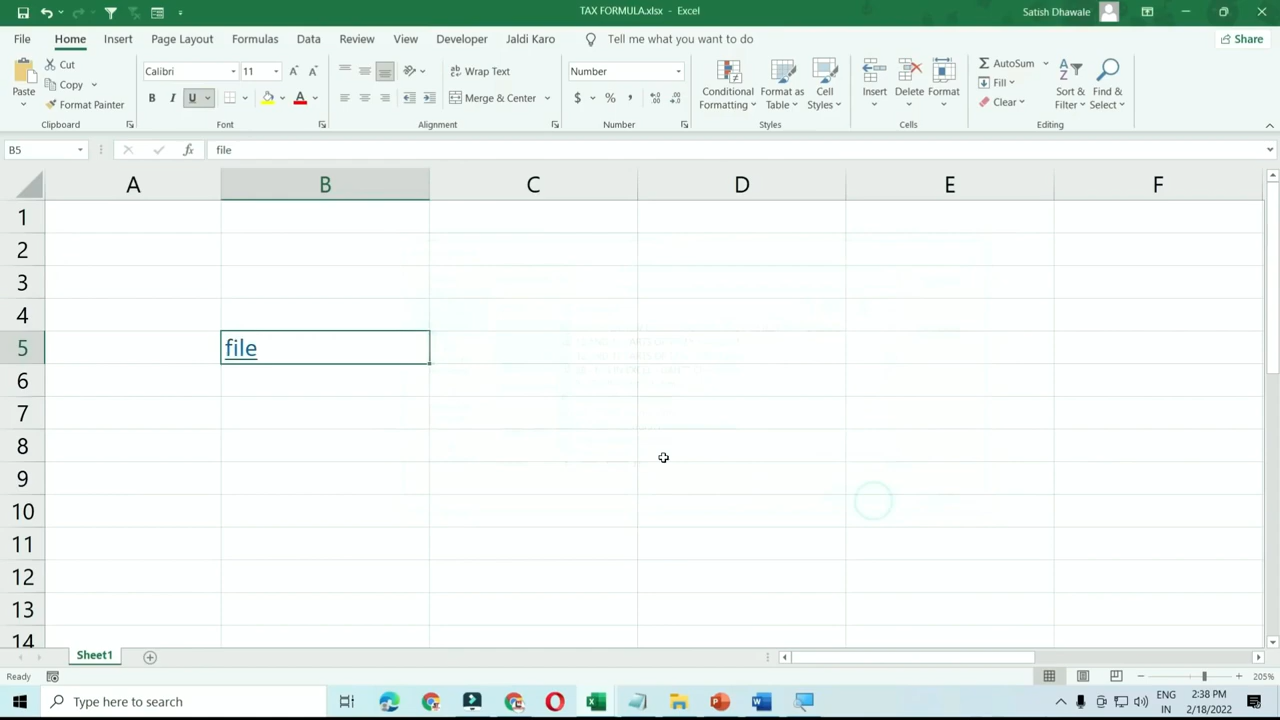 TAX FORMULA.xlsx - Excel
Satish Dhawale
File Home Insert Page Layout Formulas Data Review View Developer Jaldi Karo Tell me what you want to do Share
Paste
Cut
Copy
Format Painter
Clipboard
Calibri 11
B I U
Font
Wrap Text
Merge & Center
Alignment
Number
$ % ,
Number
Conditional Formatting
Format as Table
Cell Styles
Styles
Insert Delete Format
Cells
AutoSum
Fill
Clear
Sort & Filter
Find & Select
Editing
B5 fx file
A B C D E F
1
2
3
4
5 file
6
7
8
9
10
11
12
13
14
Sheet1
Ready 205%
Type here to search
ENG IN
2:38 PM
2/18/2022